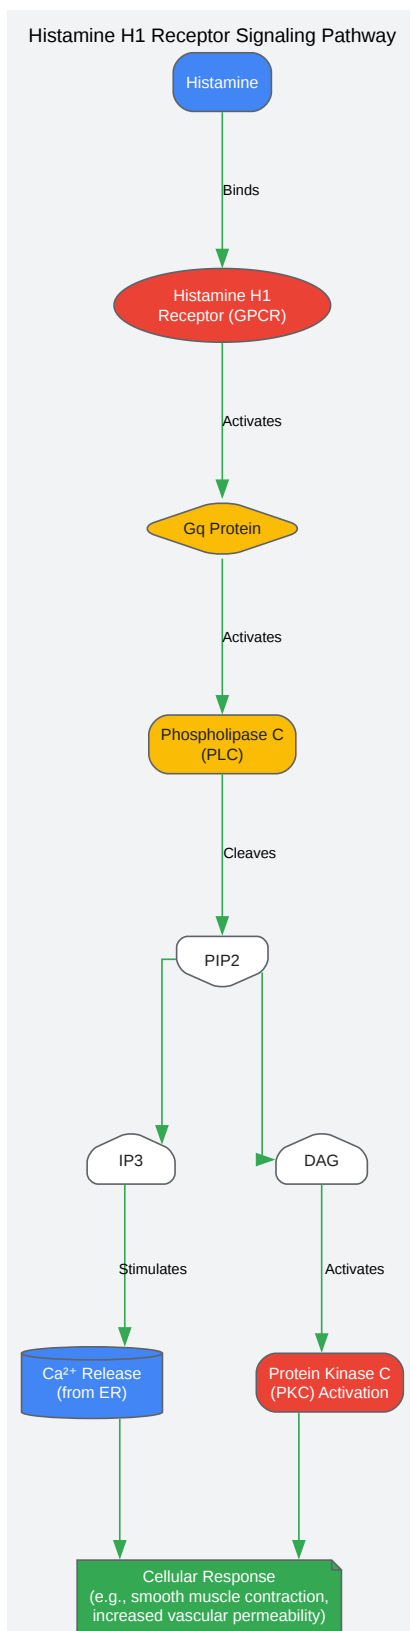 Histamine H1 Receptor Signaling Pathway
Histamine
Binds
Histamine H1
Receptor (GPCR)
Activates
Gq Protein
Activates
Phospholipase C
(PLC)
Cleaves
PIP2
IP3
DAG
Stimulates
Activates
Ca²⁺ Release
(from ER)
Protein Kinase C
(PKC) Activation
Cellular Response
(e.g., smooth muscle contraction,
increased vascular permeability)